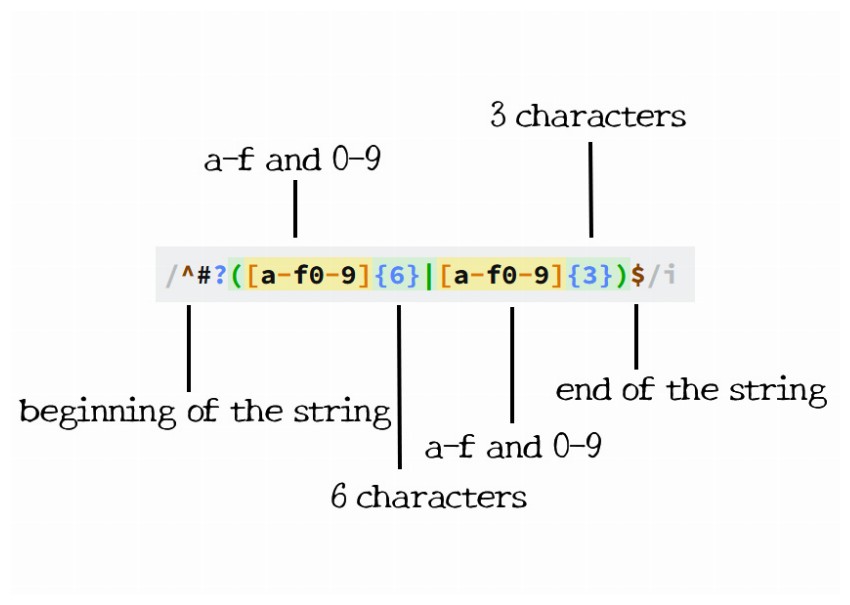 3 characters
a-f and 0-9
/^#?([a-f0-9]{6}|[a-f0-9]{3})$/i
end of the string
beginning of the string
a-f and 0-9
6 characters